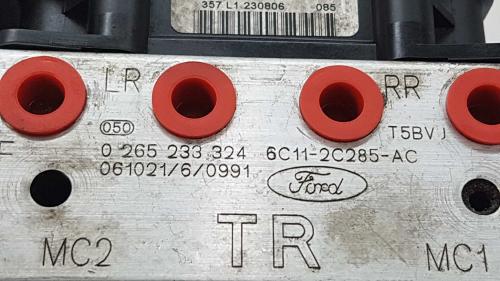 357 L1 230806 085
LR RR
050 T5BVJ
0 265 233 324 6C11-2C285-AC
061021/6/0991 Ford
TR
MC2 MC1